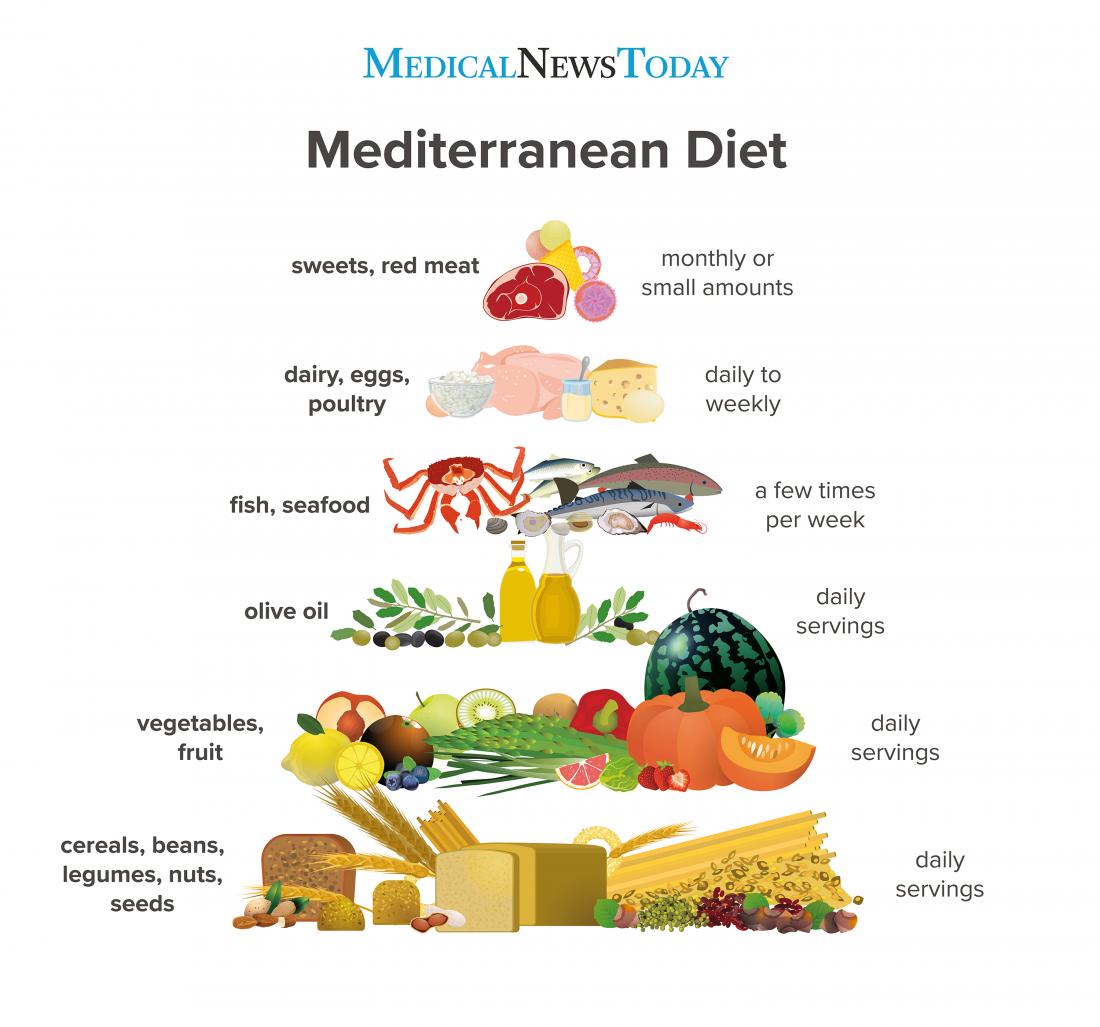 MEDICALNEWSTODAY
Mediterranean Diet
sweets, red meat
monthly or
small amounts
dairy, eggs,
poultry
daily to
weekly
fish, seafood
a few times
per week
olive oil
daily
servings
vegetables,
fruit
daily
servings
cereals, beans,
legumes, nuts,
seeds
daily
servings